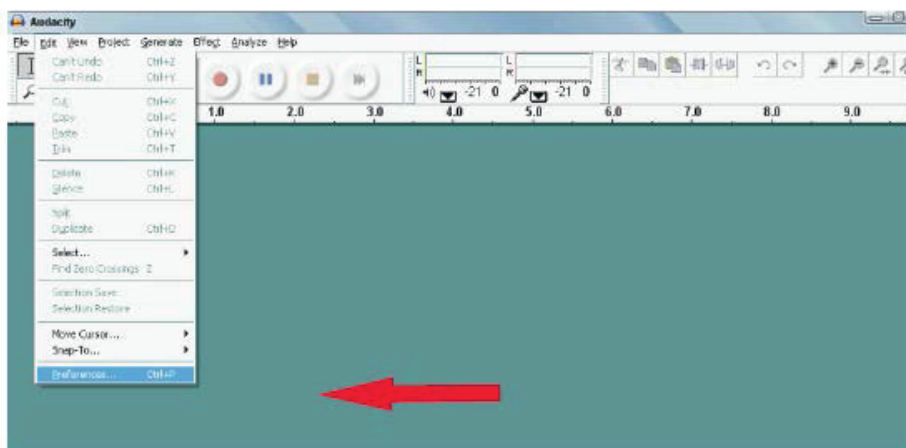 Audacity
File Edit View Project Generate Effect Analyze Help
Can't Undo Ctrl+Z
Can't Redo Ctrl+Y
Cut Ctrl+X
Copy Ctrl+C
Paste Ctrl+V
Trim Ctrl+T
Delete Ctrl+K
Silence Ctrl+L
Split
Duplicate Ctrl+D
Select...
Find Zero Crossings Z
Selection Save
Selection Restore
Move Cursor...
Snap-To...
Preferences... Ctrl+P
L
R
-21 0
L
R
-21 0
1.0 2.0 3.0 4.0 5.0 6.0 7.0 8.0 9.0